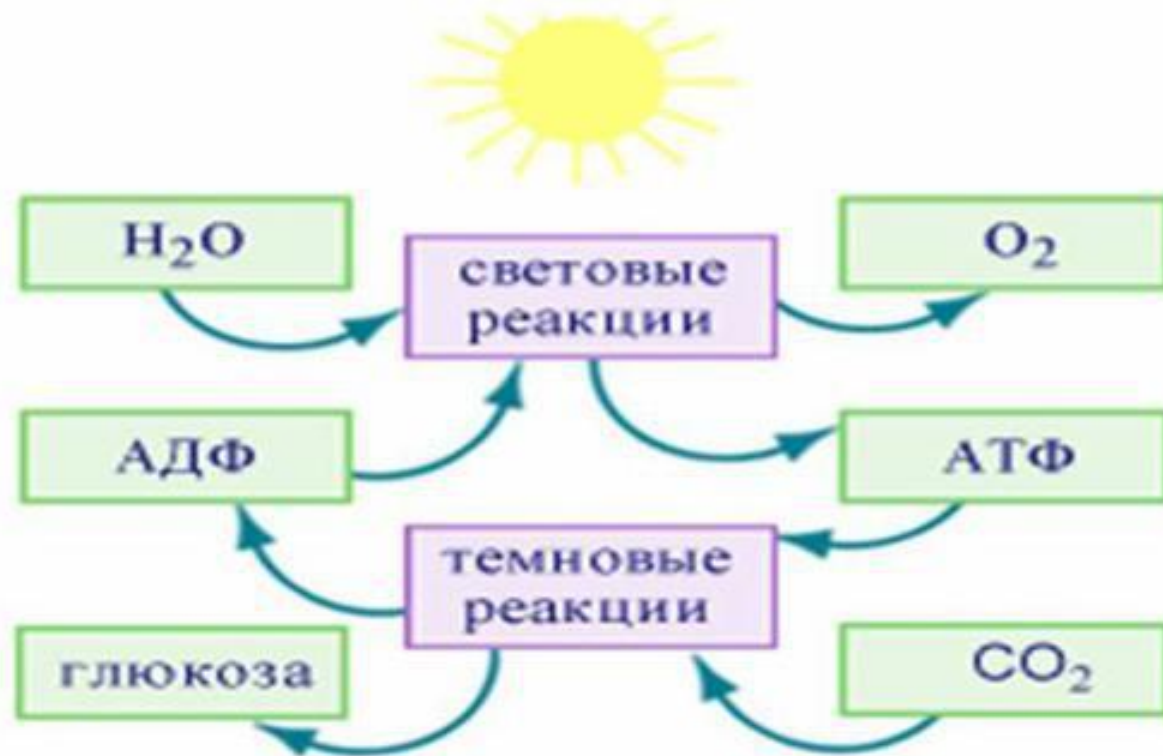 H₂O
световые
реакции
O₂
АДФ
АТФ
темновые
реакции
глюкоза
CO₂